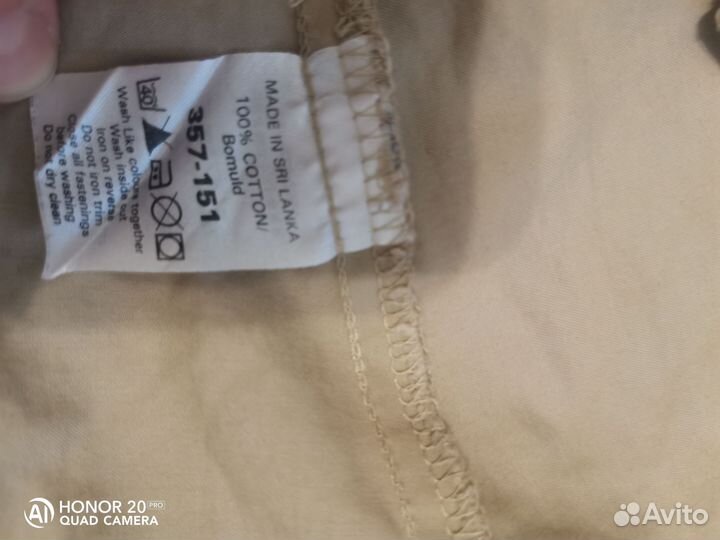 MADE IN SRI LANKA
100% COTTON/
Bomuld
357-151
40
Wash Like colours together
Wash inside out
iron on reverse
Do not iron trim
Close all fastenings
before washing
Do not dry clean
HONOR 20 PRO
AI QUAD CAMERA
Avito